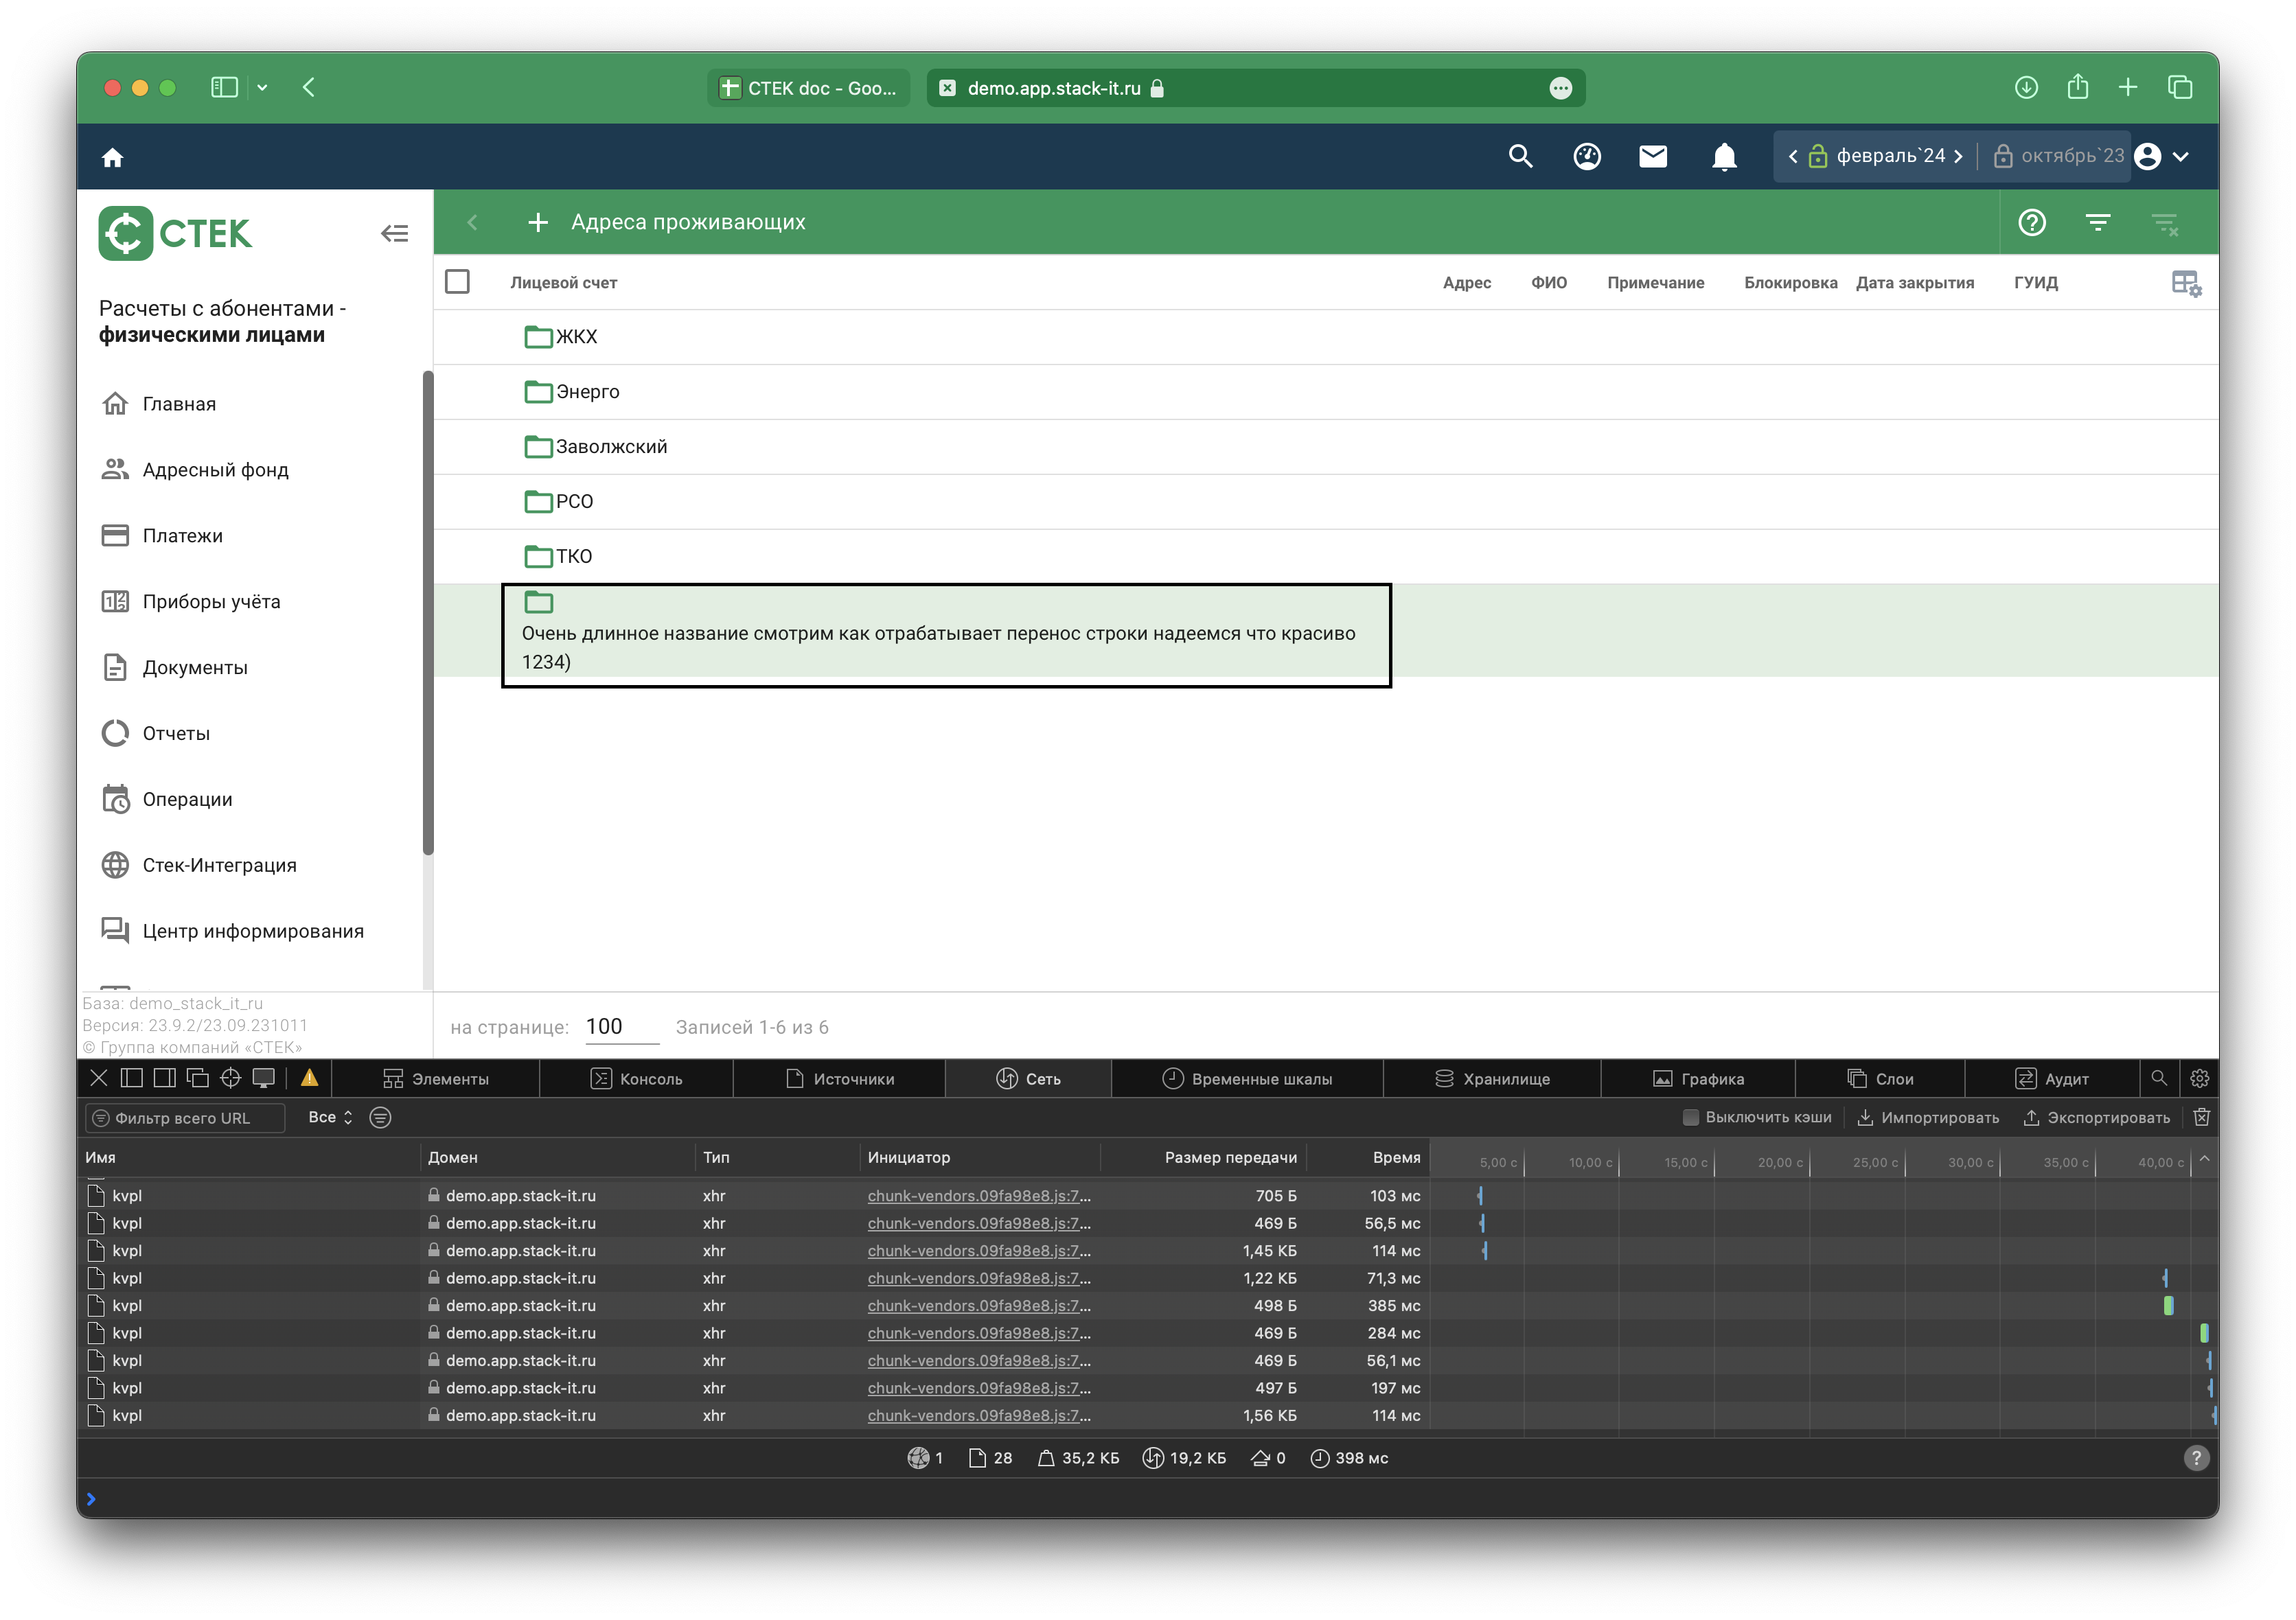 СТЕК doc - Goo...
demo.app.stack-it.ru
февраль`24
октябрь`23
СТЕК
Расчеты с абонентами -
физическими лицами
Главная
Адресный фонд
Платежи
Приборы учёта
Документы
Отчеты
Операции
Стек-Интеграция
Центр информирования
База: demo_stack_it_ru
Версия: 23.9.2/23.09.231011
© Группа компаний «СТЕК»
Адреса проживающих
Лицевой счет Адрес ФИО Примечание Блокировка Дата закрытия ГУИД
ЖКХ
Энерго
Заволжский
РСО
ТКО
Очень длинное название смотрим как отрабатывает перенос строки надеемся что красиво
1234)
на странице: 100 Записей 1-6 из 6
Элементы Консоль Источники Сеть Временные шкалы Хранилище Графика Слои Аудит
Фильтр всего URL Все Выключить кэши Импортировать Экспортировать
Имя Домен Тип Инициатор Размер передачи Время 5,00 с 10,00 с 15,00 с 20,00 с 25,00 с 30,00 с 35,00 с 40,00 с
kvpl demo.app.stack-it.ru xhr chunk-vendors.09fa98e8.js:7... 705 Б 103 мс
kvpl demo.app.stack-it.ru xhr chunk-vendors.09fa98e8.js:7... 469 Б 56,5 мс
kvpl demo.app.stack-it.ru xhr chunk-vendors.09fa98e8.js:7... 1,45 КБ 114 мс
kvpl demo.app.stack-it.ru xhr chunk-vendors.09fa98e8.js:7... 1,22 КБ 71,3 мс
kvpl demo.app.stack-it.ru xhr chunk-vendors.09fa98e8.js:7... 498 Б 385 мс
kvpl demo.app.stack-it.ru xhr chunk-vendors.09fa98e8.js:7... 469 Б 284 мс
kvpl demo.app.stack-it.ru xhr chunk-vendors.09fa98e8.js:7... 469 Б 56,1 мс
kvpl demo.app.stack-it.ru xhr chunk-vendors.09fa98e8.js:7... 497 Б 197 мс
kvpl demo.app.stack-it.ru xhr chunk-vendors.09fa98e8.js:7... 1,56 КБ 114 мс
1 28 35,2 КБ 19,2 КБ 0 398 мс